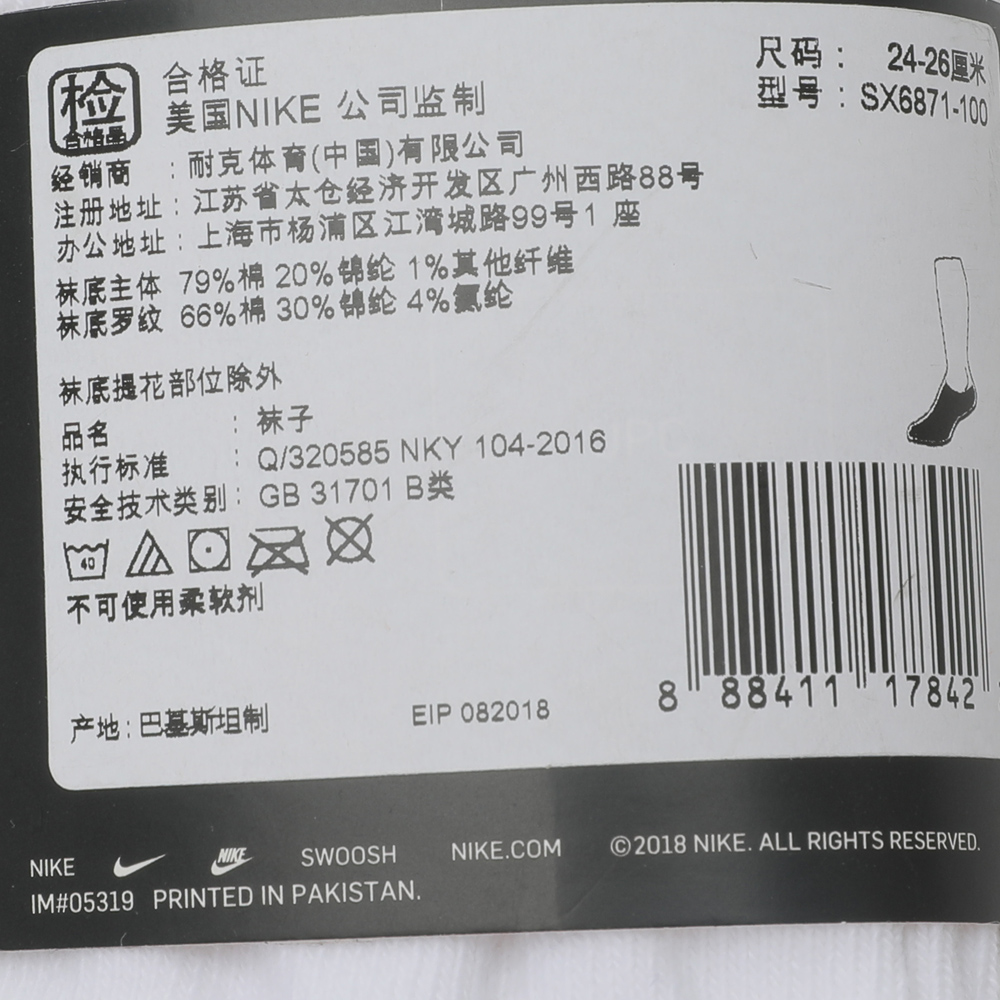 检
合格品
合格证
美国NIKE 公司监制
尺码： 24-26厘米
型号：SX6871-100
经销商 ：耐克体育(中国)有限公司
注册地址：江苏省太仓经济开发区广州西路88号
办公地址：上海市杨浦区江湾城路99号1 座
袜底主体 79%棉 20%锦纶 1%其他纤维
袜底罗纹 66%棉 30%锦纶 4%氨纶
袜底提花部位除外
品名 ：袜子
执行标准 ：Q/320585 NKY 104-2016
安全技术类别：GB 31701 B类
40
不可使用柔软剂
8 88411 17842
产地：巴基斯坦制
EIP 082018
NIKE NIKE SWOOSH NIKE.COM ©2018 NIKE. ALL RIGHTS RESERVED.
IM#05319 PRINTED IN PAKISTAN.